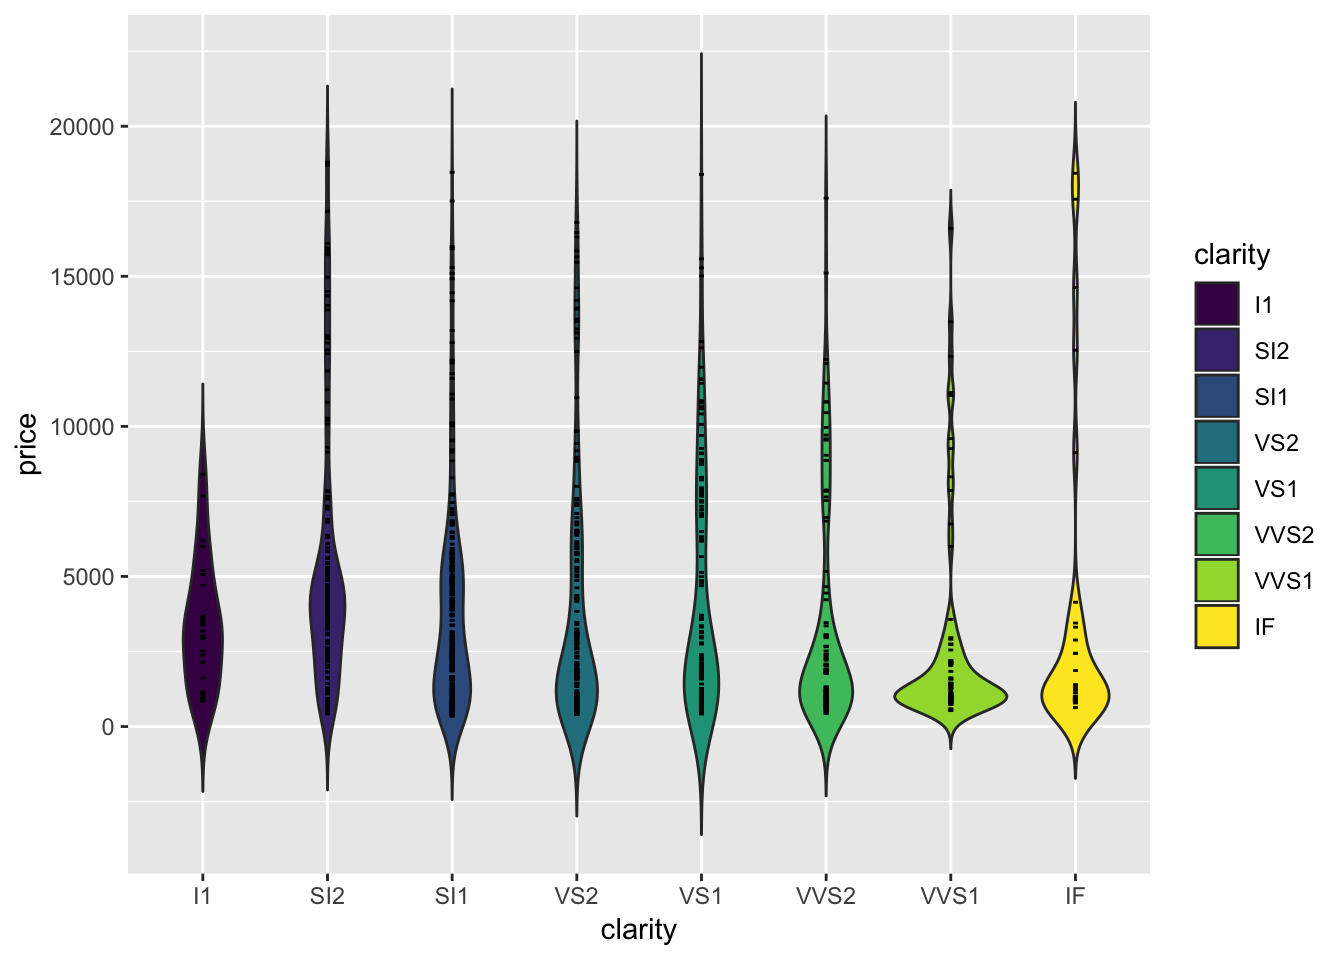 20000
15000
10000
5000
0
price
I1 SI2 SI1 VS2 VS1 VVS2 VVS1 IF
clarity
clarity
I1
SI2
SI1
VS2
VS1
VVS2
VVS1
IF